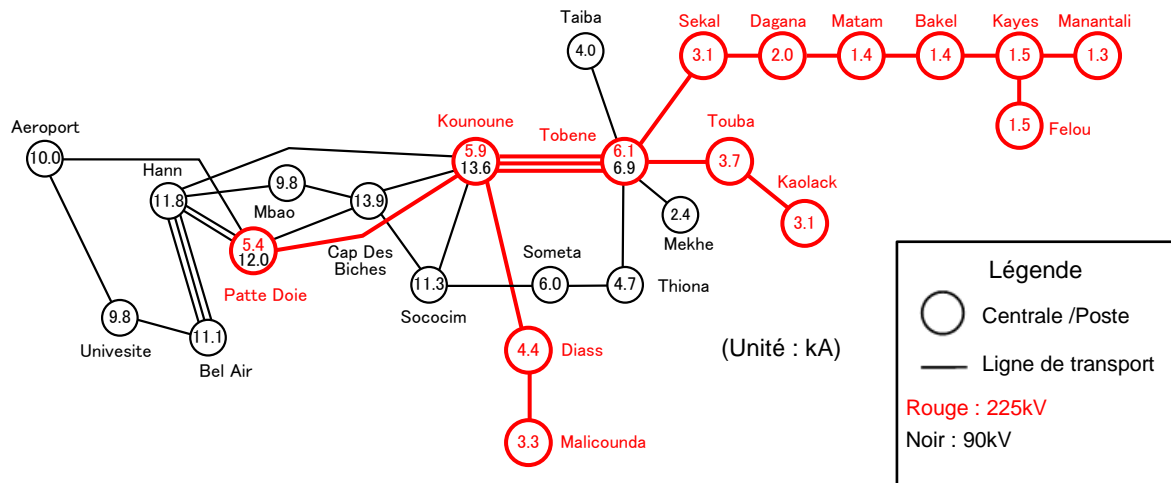 Taiba
4.0
Sekal
3.1
Dagana
2.0
Matam
1.4
Bakel
1.4
Kayes
1.5
Manantali
1.3
1.5
Felou
Aeroport
10.0
Hann
11.8
9.8
Mbao
13.9
Cap Des
Biches
Kounoune
5.9
13.6
Tobene
6.1
6.9
Touba
3.7
Kaolack
3.1
2.4
Mekhe
5.4
12.0
Patte Doie
Someta
6.0
4.7
Thiona
11.3
Sococim
9.8
Univesite
11.1
Bel Air
4.4
Diass
3.3
Malicounda
(Unité : kA)
Légende
Centrale /Poste
Ligne de transport
Rouge : 225kV
Noir : 90kV